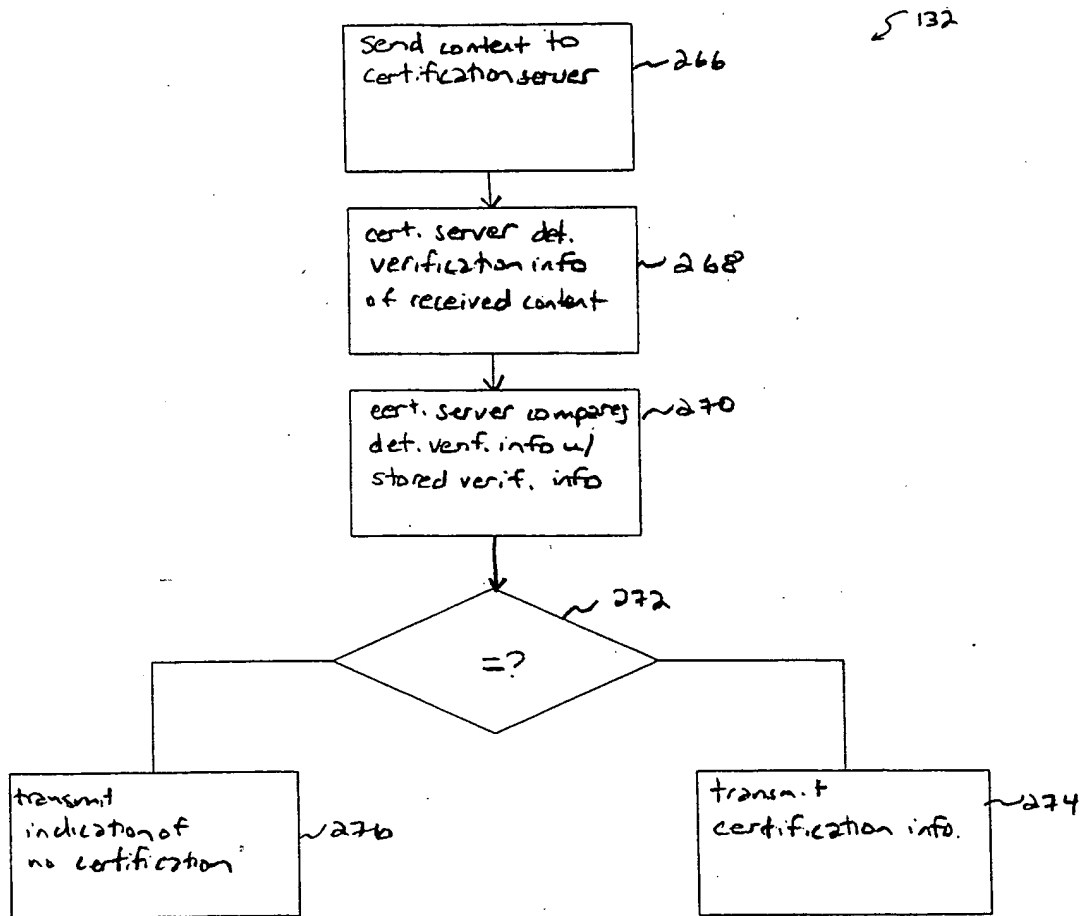 132
Send content to
certification server
266
cert. server det.
verification info
of received content
268
cert. server compares
det. verif. info w/
stored verif. info
270
272
=?
transmit
indication of
no certification
276
transmit
certification info.
274